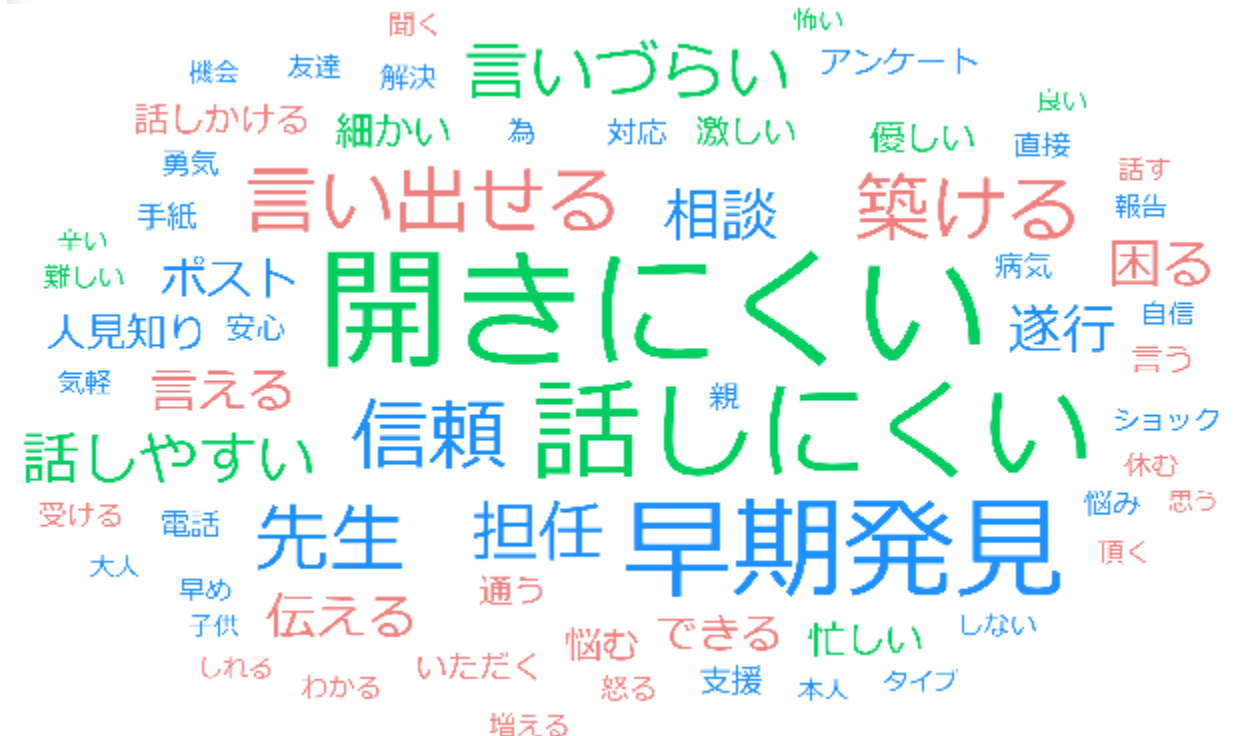 聞く
怖い
言いづらい
アンケート
機会
友達
解決
良い
話しかける
細かい
為
対応
激しい
優しい
直接
勇気
言い出せる
相談
築ける
話す
手紙
報告
辛い
難しい
ポスト
開きにくい
病気
困る
人見知り
安心
遂行
自信
言う
気軽
言える
信頼
親
話しにくい
ショック
話しやすい
休む
受ける
電話
先生
担任
早期発見
悩み
思う
大人
頂く
早め
通う
子供
伝える
悩む
できる
忙しい
しない
しれる
わかる
いただく
怒る
支援
本人
タイプ
増える